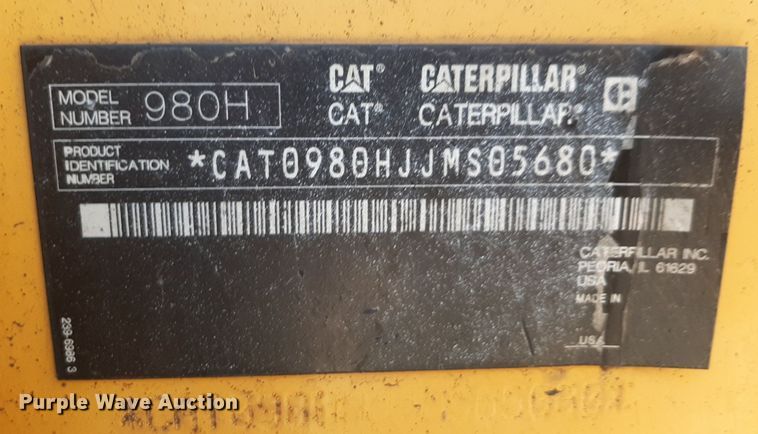 CAT® CATERPILLAR®
CAT® CATERPILLAR®
MODEL NUMBER 980H
PRODUCT IDENTIFICATION NUMBER *CAT0980HJJMS05680*
CATERPILLAR INC.
PEORIA, IL 61629
USA
MADE IN
USA
239-6986 3
Purple Wave Auction